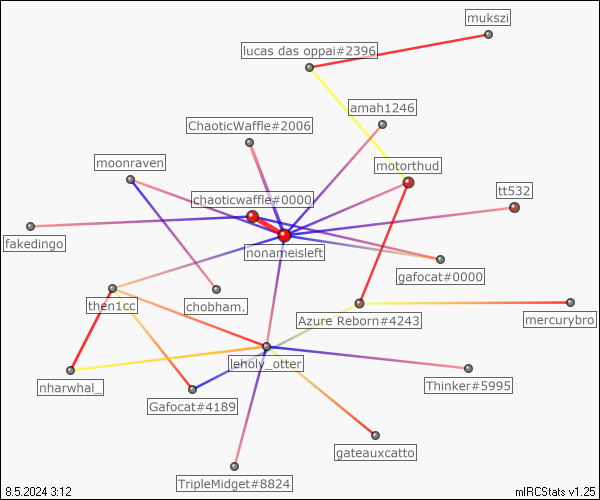 mukszi
lucas das oppai#2396
amah1246
ChaoticWaffle#2006
moonraven
motorthud
tt532
chaoticwaffle#0000
fakedingo
nonameisleft
gafocat#0000
then1cc
chobham.
Azure Reborn#4243
mercurybro
leholy_otter
nharwhal_
Thinker#5995
Gafocat#4189
gateauxcatto
TripleMidget#8824
8.5.2024 3:12
mIRCStats v1.25